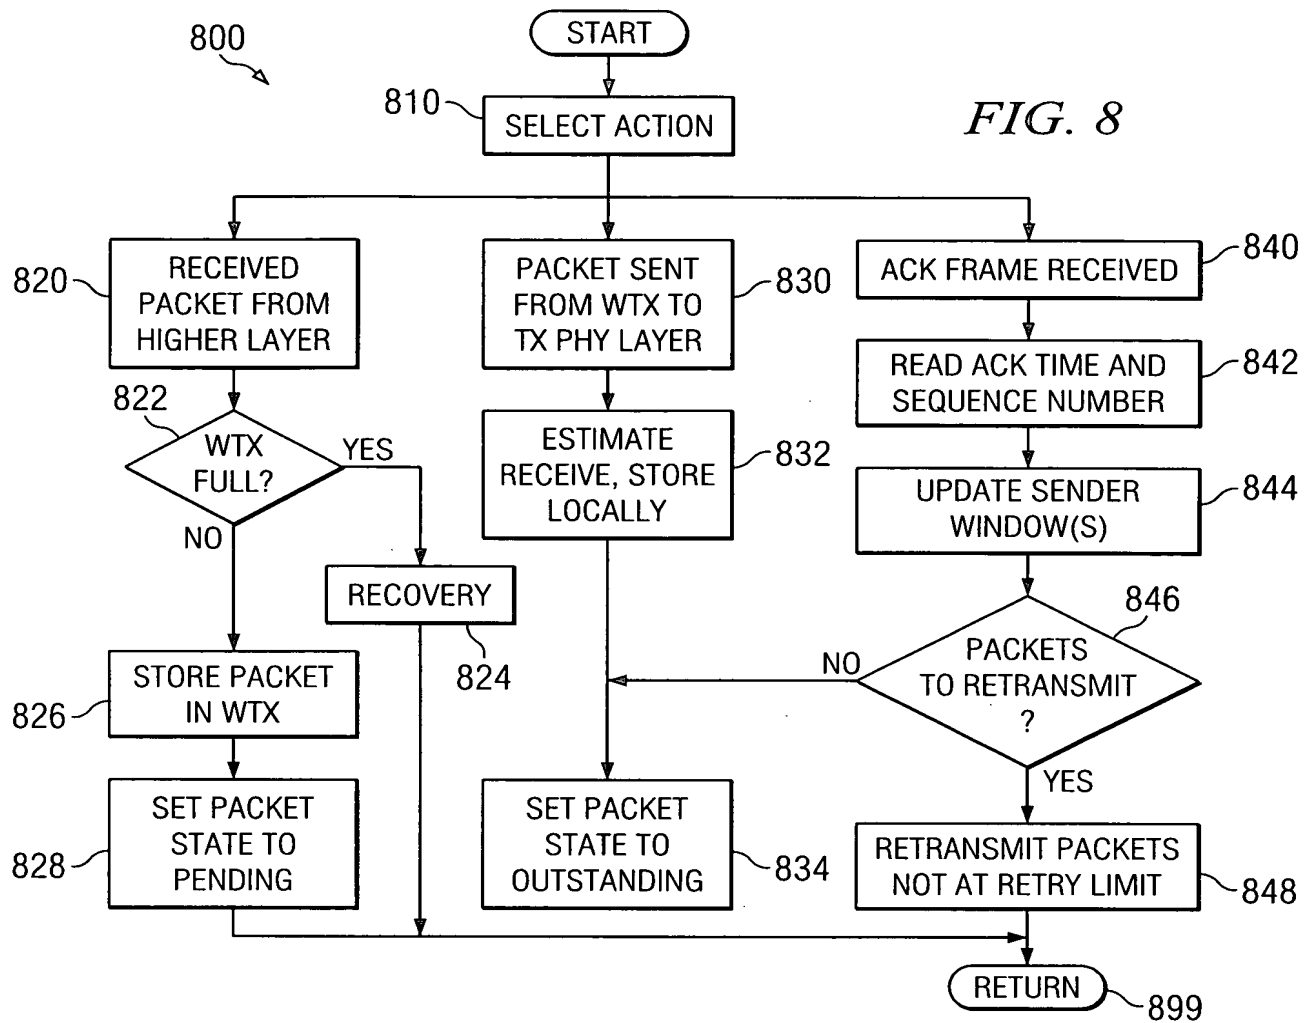 800
START
810
SELECT ACTION
FIG. 8
820
RECEIVED
PACKET FROM
HIGHER LAYER
PACKET SENT
FROM WTX TO
TX PHY LAYER
830
ACK FRAME RECEIVED
840
READ ACK TIME AND
SEQUENCE NUMBER
842
822
WTX
FULL?
YES
NO
ESTIMATE
RECEIVE, STORE
LOCALLY
832
UPDATE SENDER
WINDOW(S)
844
RECOVERY
824
846
PACKETS
TO RETRANSMIT
?
NO
YES
826
STORE PACKET
IN WTX
828
SET PACKET
STATE TO
PENDING
SET PACKET
STATE TO
OUTSTANDING
834
RETRANSMIT PACKETS
NOT AT RETRY LIMIT
848
RETURN
899